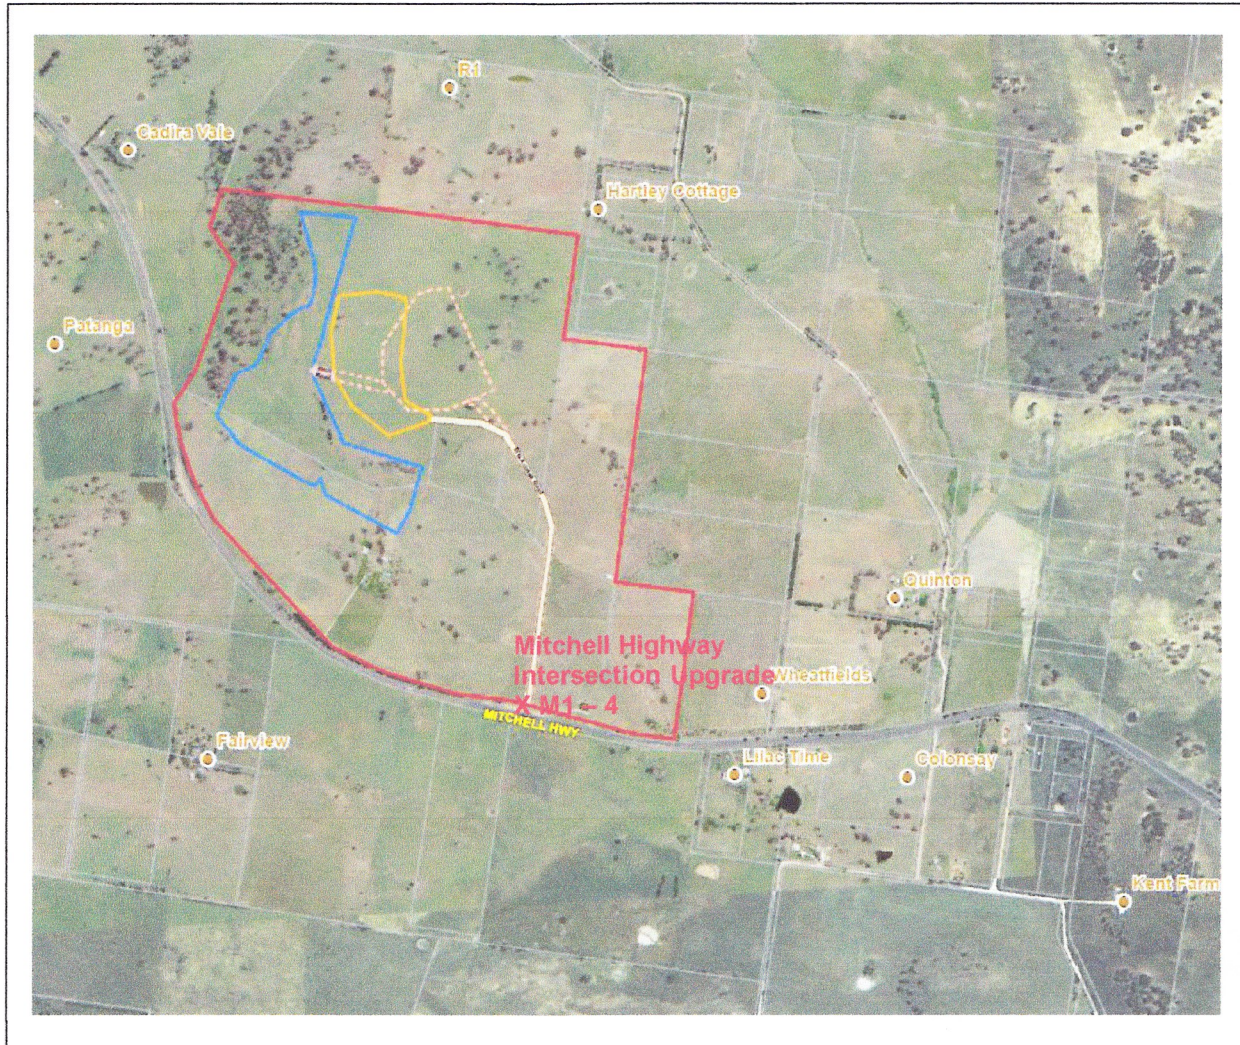 R1
Cadira Vale
Hartley Cottage
Patanga
Quinton
Mitchell Highway
Intersection Upgrade
X M1 – 4
Wheatfields
MITCHELL HWY
Fairview
Lilac Time
Colonsay
Kent Farm